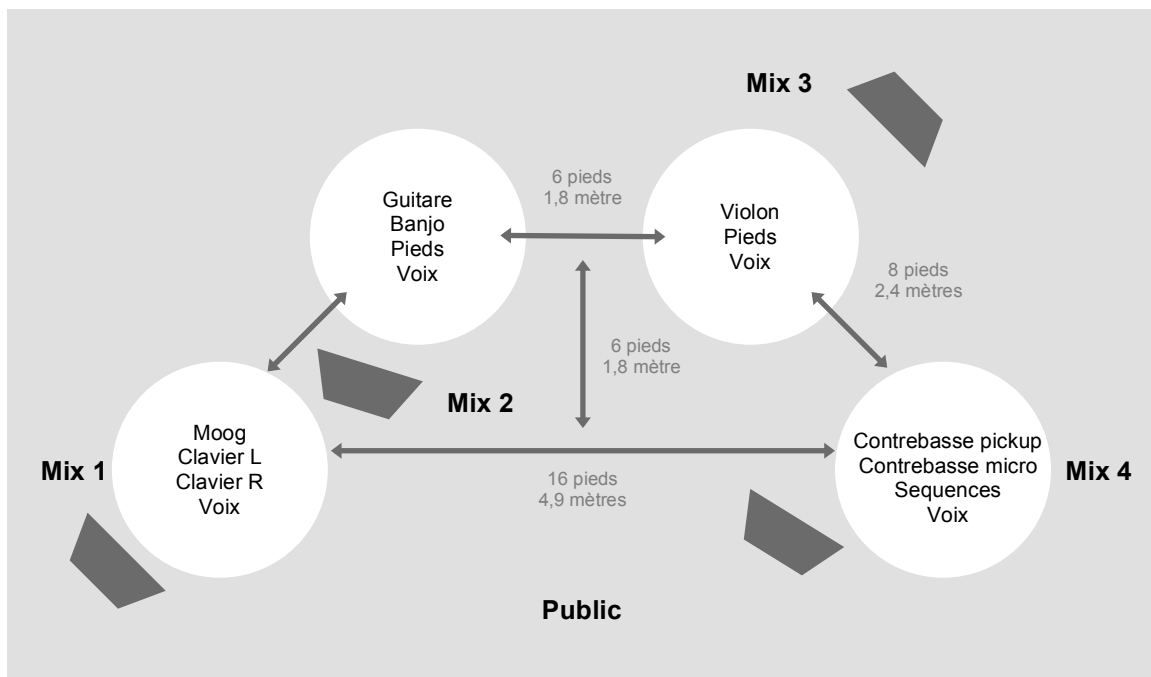 Mix 3
6 pieds
1,8 mètre
Guitare
Banjo
Pieds
Voix
Violon
Pieds
Voix
8 pieds
2,4 mètres
6 pieds
1,8 mètre
Mix 2
Mix 1
Moog
Clavier L
Clavier R
Voix
16 pieds
4,9 mètres
Contrebasse pickup
Contrebasse micro
Sequences
Voix
Mix 4
Public